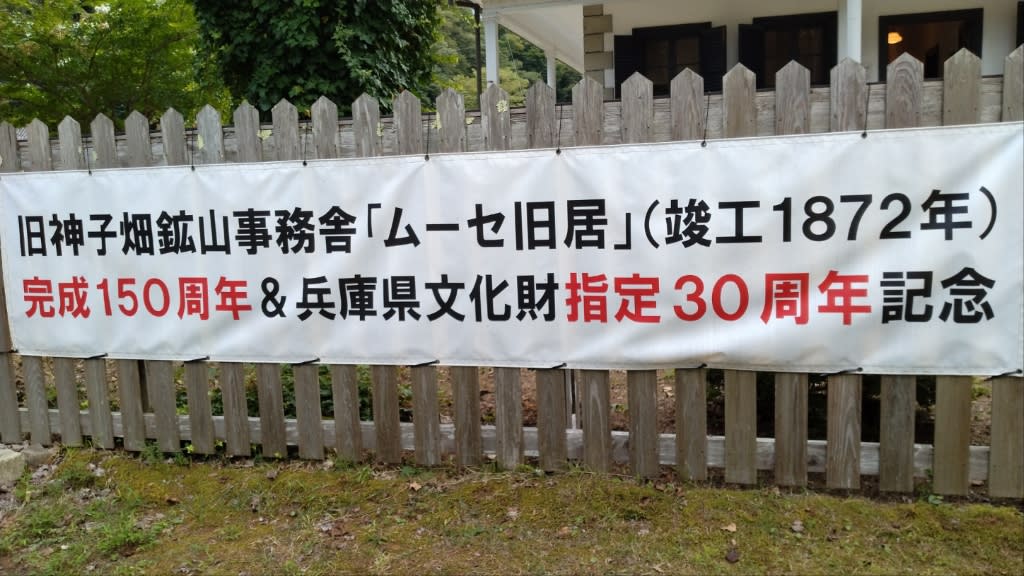 旧神子畑鉱山事務舎「ムーセ旧居」(竣工1872年)
完成150周年&兵庫県文化財指定30周年記念